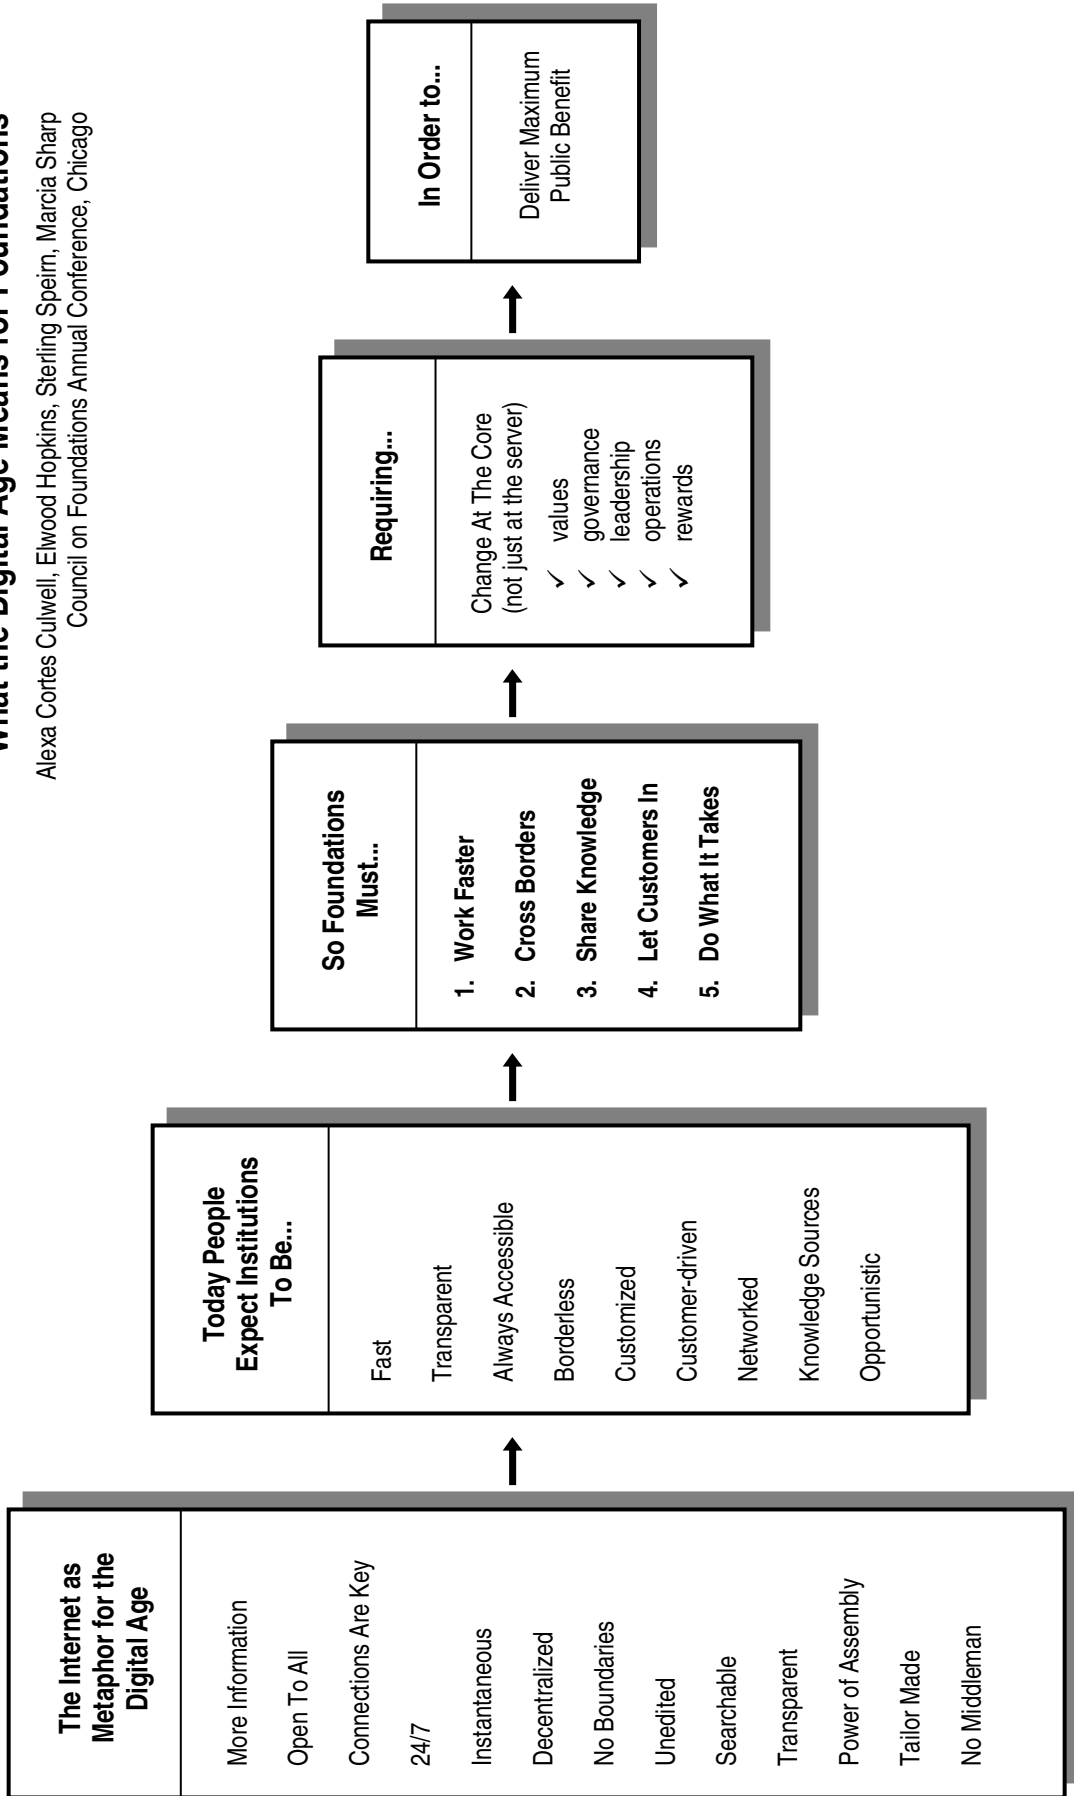 What the Digital Age Means for Foundations
Alexa Cortes Culwell, Elwood Hopkins, Sterling Speirn, Marcia Sharp
Council on Foundations Annual Conference, Chicago
The Internet as
Metaphor for the
Digital Age
More Information
Open To All
Connections Are Key
24/7
Instantaneous
Decentralized
No Boundaries
Unedited
Searchable
Transparent
Power of Assembly
Tailor Made
No Middleman
Today People
Expect Institutions
To Be...
Fast
Transparent
Always Accessible
Borderless
Customized
Customer-driven
Networked
Knowledge Sources
Opportunistic
So Foundations
Must...
1. Work Faster
2. Cross Borders
3. Share Knowledge
4. Let Customers In
5. Do What It Takes
Requiring...
Change At The Core
(not just at the server)
✓ values
✓ governance
✓ leadership
✓ operations
✓ rewards
In Order to...
Deliver Maximum
Public Benefit